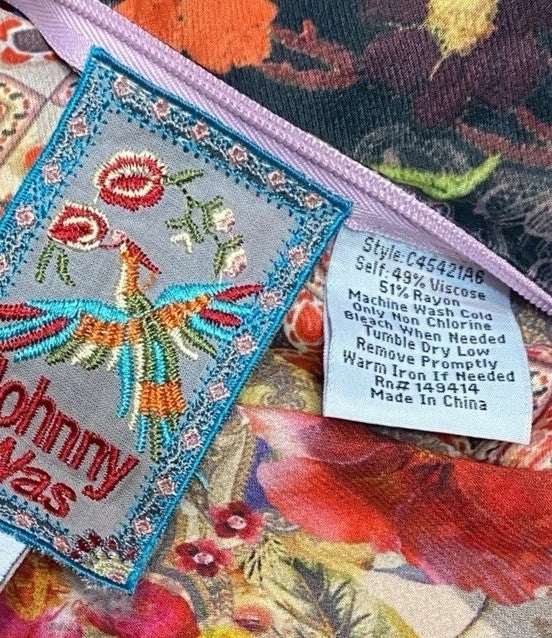 Johnny
Was
Style:C45421A6
Self:49% Viscose
51% Rayon
Machine Wash Cold
Only Non Chlorine
Bleach When Needed
Tumble Dry Low
Remove Promptly
Warm Iron If Needed
Rn# 149414
Made In China